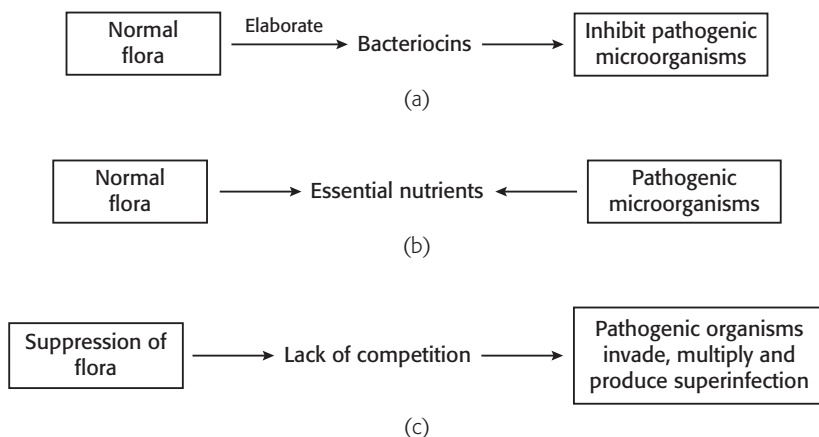 Normal
flora
Elaborate
Bacteriocins
Inhibit pathogenic
microorganisms
(a)
Normal
flora
Essential nutrients
Pathogenic
microorganisms
(b)
Suppression of
flora
Lack of competition
Pathogenic organisms
invade, multiply and
produce superinfection
(c)